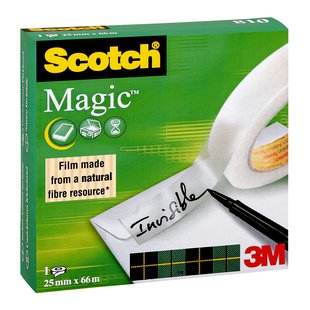 810
Scotch®
Magic™
Film made
from a natural
fibre resource*
Invisible
1
25 mm x 66 m
3M